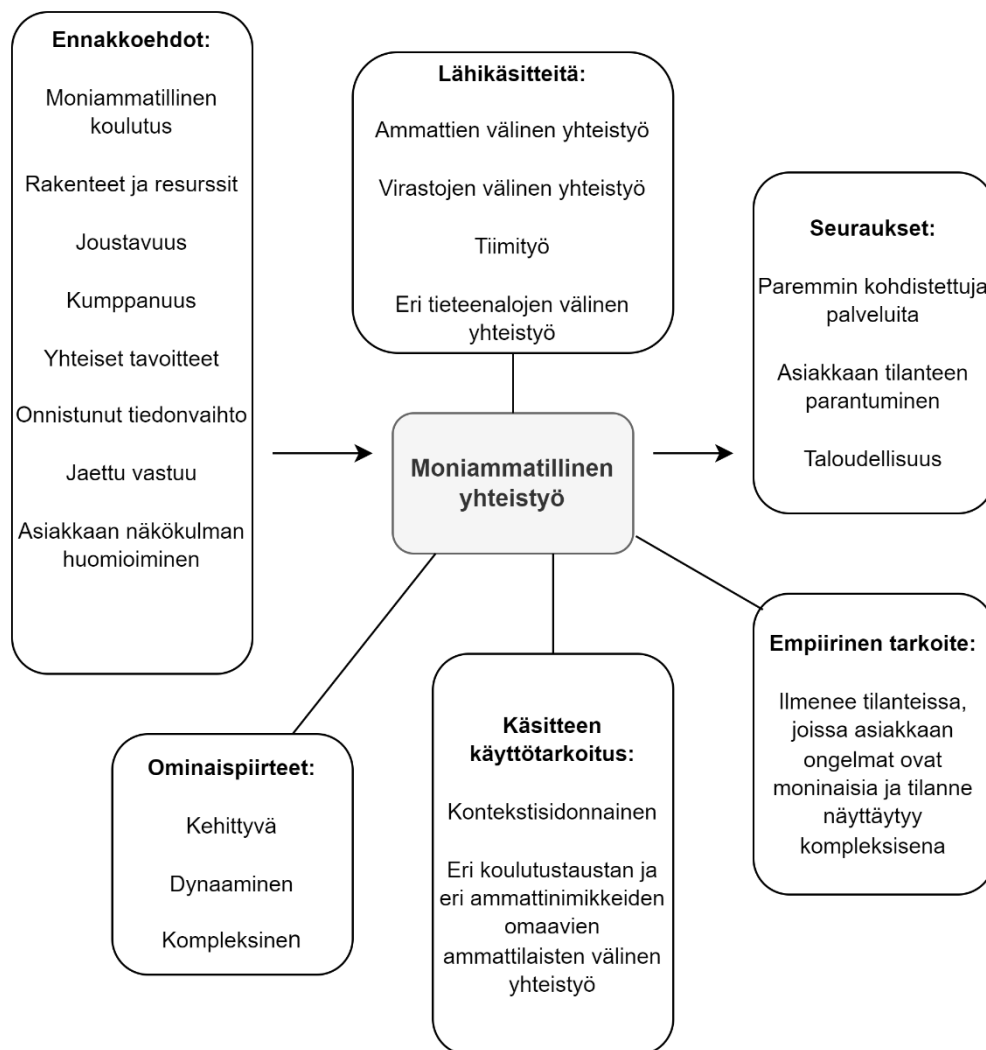 Ennakkoehdot:
Moniammatillinen
koulutus
Rakenteet ja resurssit
Joustavuus
Kumppanuus
Yhteiset tavoitteet
Onnistunut tiedonvaihto
Jaettu vastuu
Asiakkaan näkökulman
huomioiminen
Lähikäsitteitä:
Ammattien välinen yhteistyö
Virastojen välinen yhteistyö
Tiimityö
Eri tieteenalojen välinen
yhteistyö
Moniammatillinen
yhteistyö
Seuraukset:
Paremmin kohdistettuja
palveluita
Asiakkaan tilanteen
parantuminen
Taloudellisuus
Ominaispiirteet:
Kehittyvä
Dynaaminen
Kompleksinen
Käsitteen
käyttötarkoitus:
Kontekstisidonnainen
Eri koulutustaustan ja
eri ammattinimikkeiden
omaavien
ammattilaisten välinen
yhteistyö
Empiirinen tarkoite:
Ilmenee tilanteissa,
joissa asiakkaan
ongelmat ovat
moninaisia ja tilanne
näyttäytyy
kompleksisena